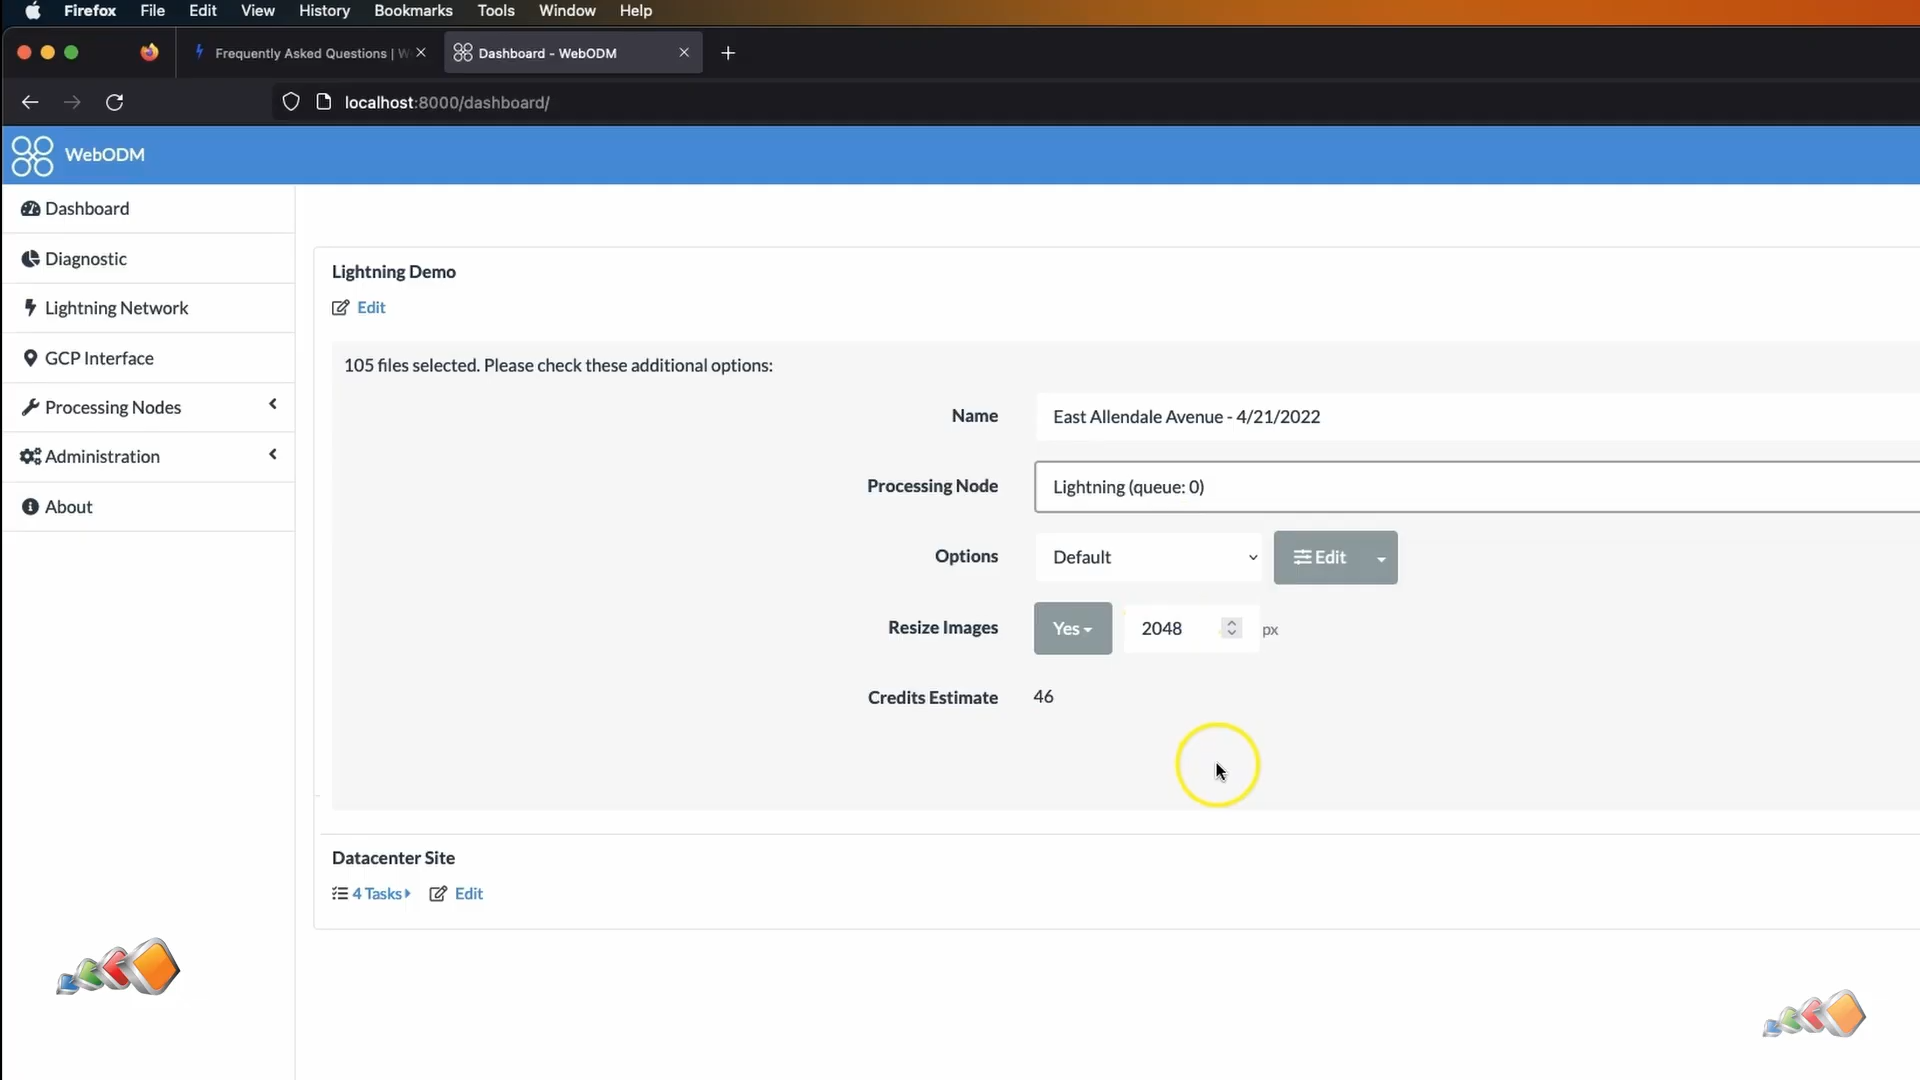 Firefox File Edit View History Bookmarks Tools Window Help
Frequently Asked Questions | W
Dashboard - WebODM
localhost:8000/dashboard/
WebODM
Dashboard
Diagnostic
Lightning Network
GCP Interface
Processing Nodes
Administration
About
Lightning Demo
Edit
105 files selected. Please check these additional options:
Name East Allendale Avenue - 4/21/2022
Processing Node Lightning (queue: 0)
Options Default Edit
Resize Images Yes 2048 px
Credits Estimate 46
Datacenter Site
4 Tasks Edit